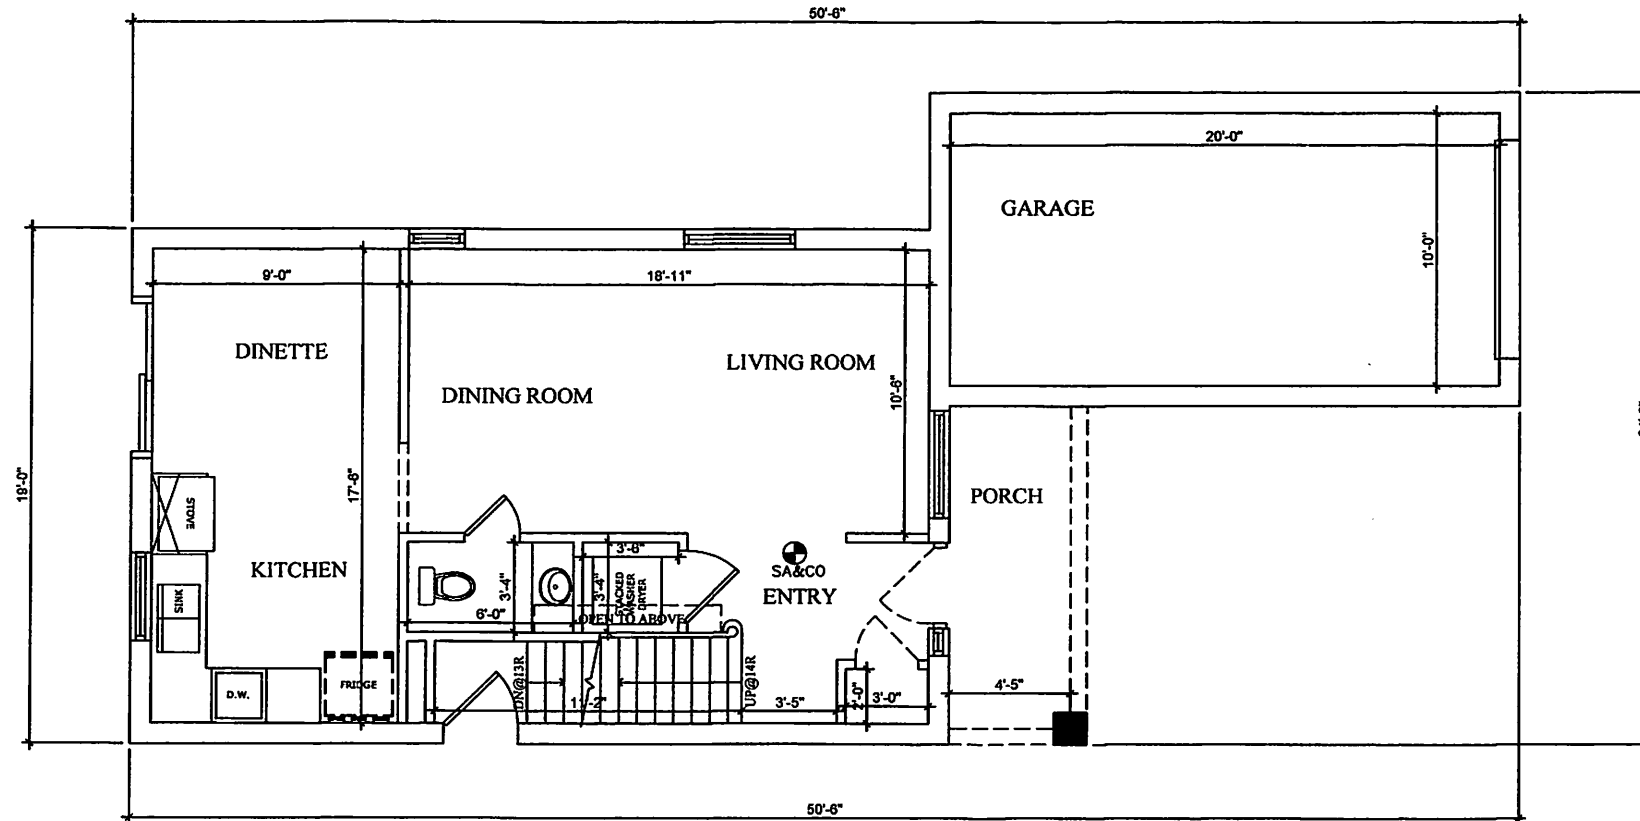 50'-6"
20'-0"
GARAGE
10'-0"
9'-0"
18'-11"
DINETTE
LIVING ROOM
DINING ROOM
10'-6"
19'-0"
17'-6"
STOVE
PORCH
KITCHEN
3'-6"
SA&CO
ENTRY
SINK
3'-4"
3'-4"
STACKED
WASHER
DRYER
6'-0"
OPEN TO ABOVE
D.W.
FRIDGE
DN@13R
UP@14R
3'-5"
2'-0"
3'-0"
4'-5"
50'-6"